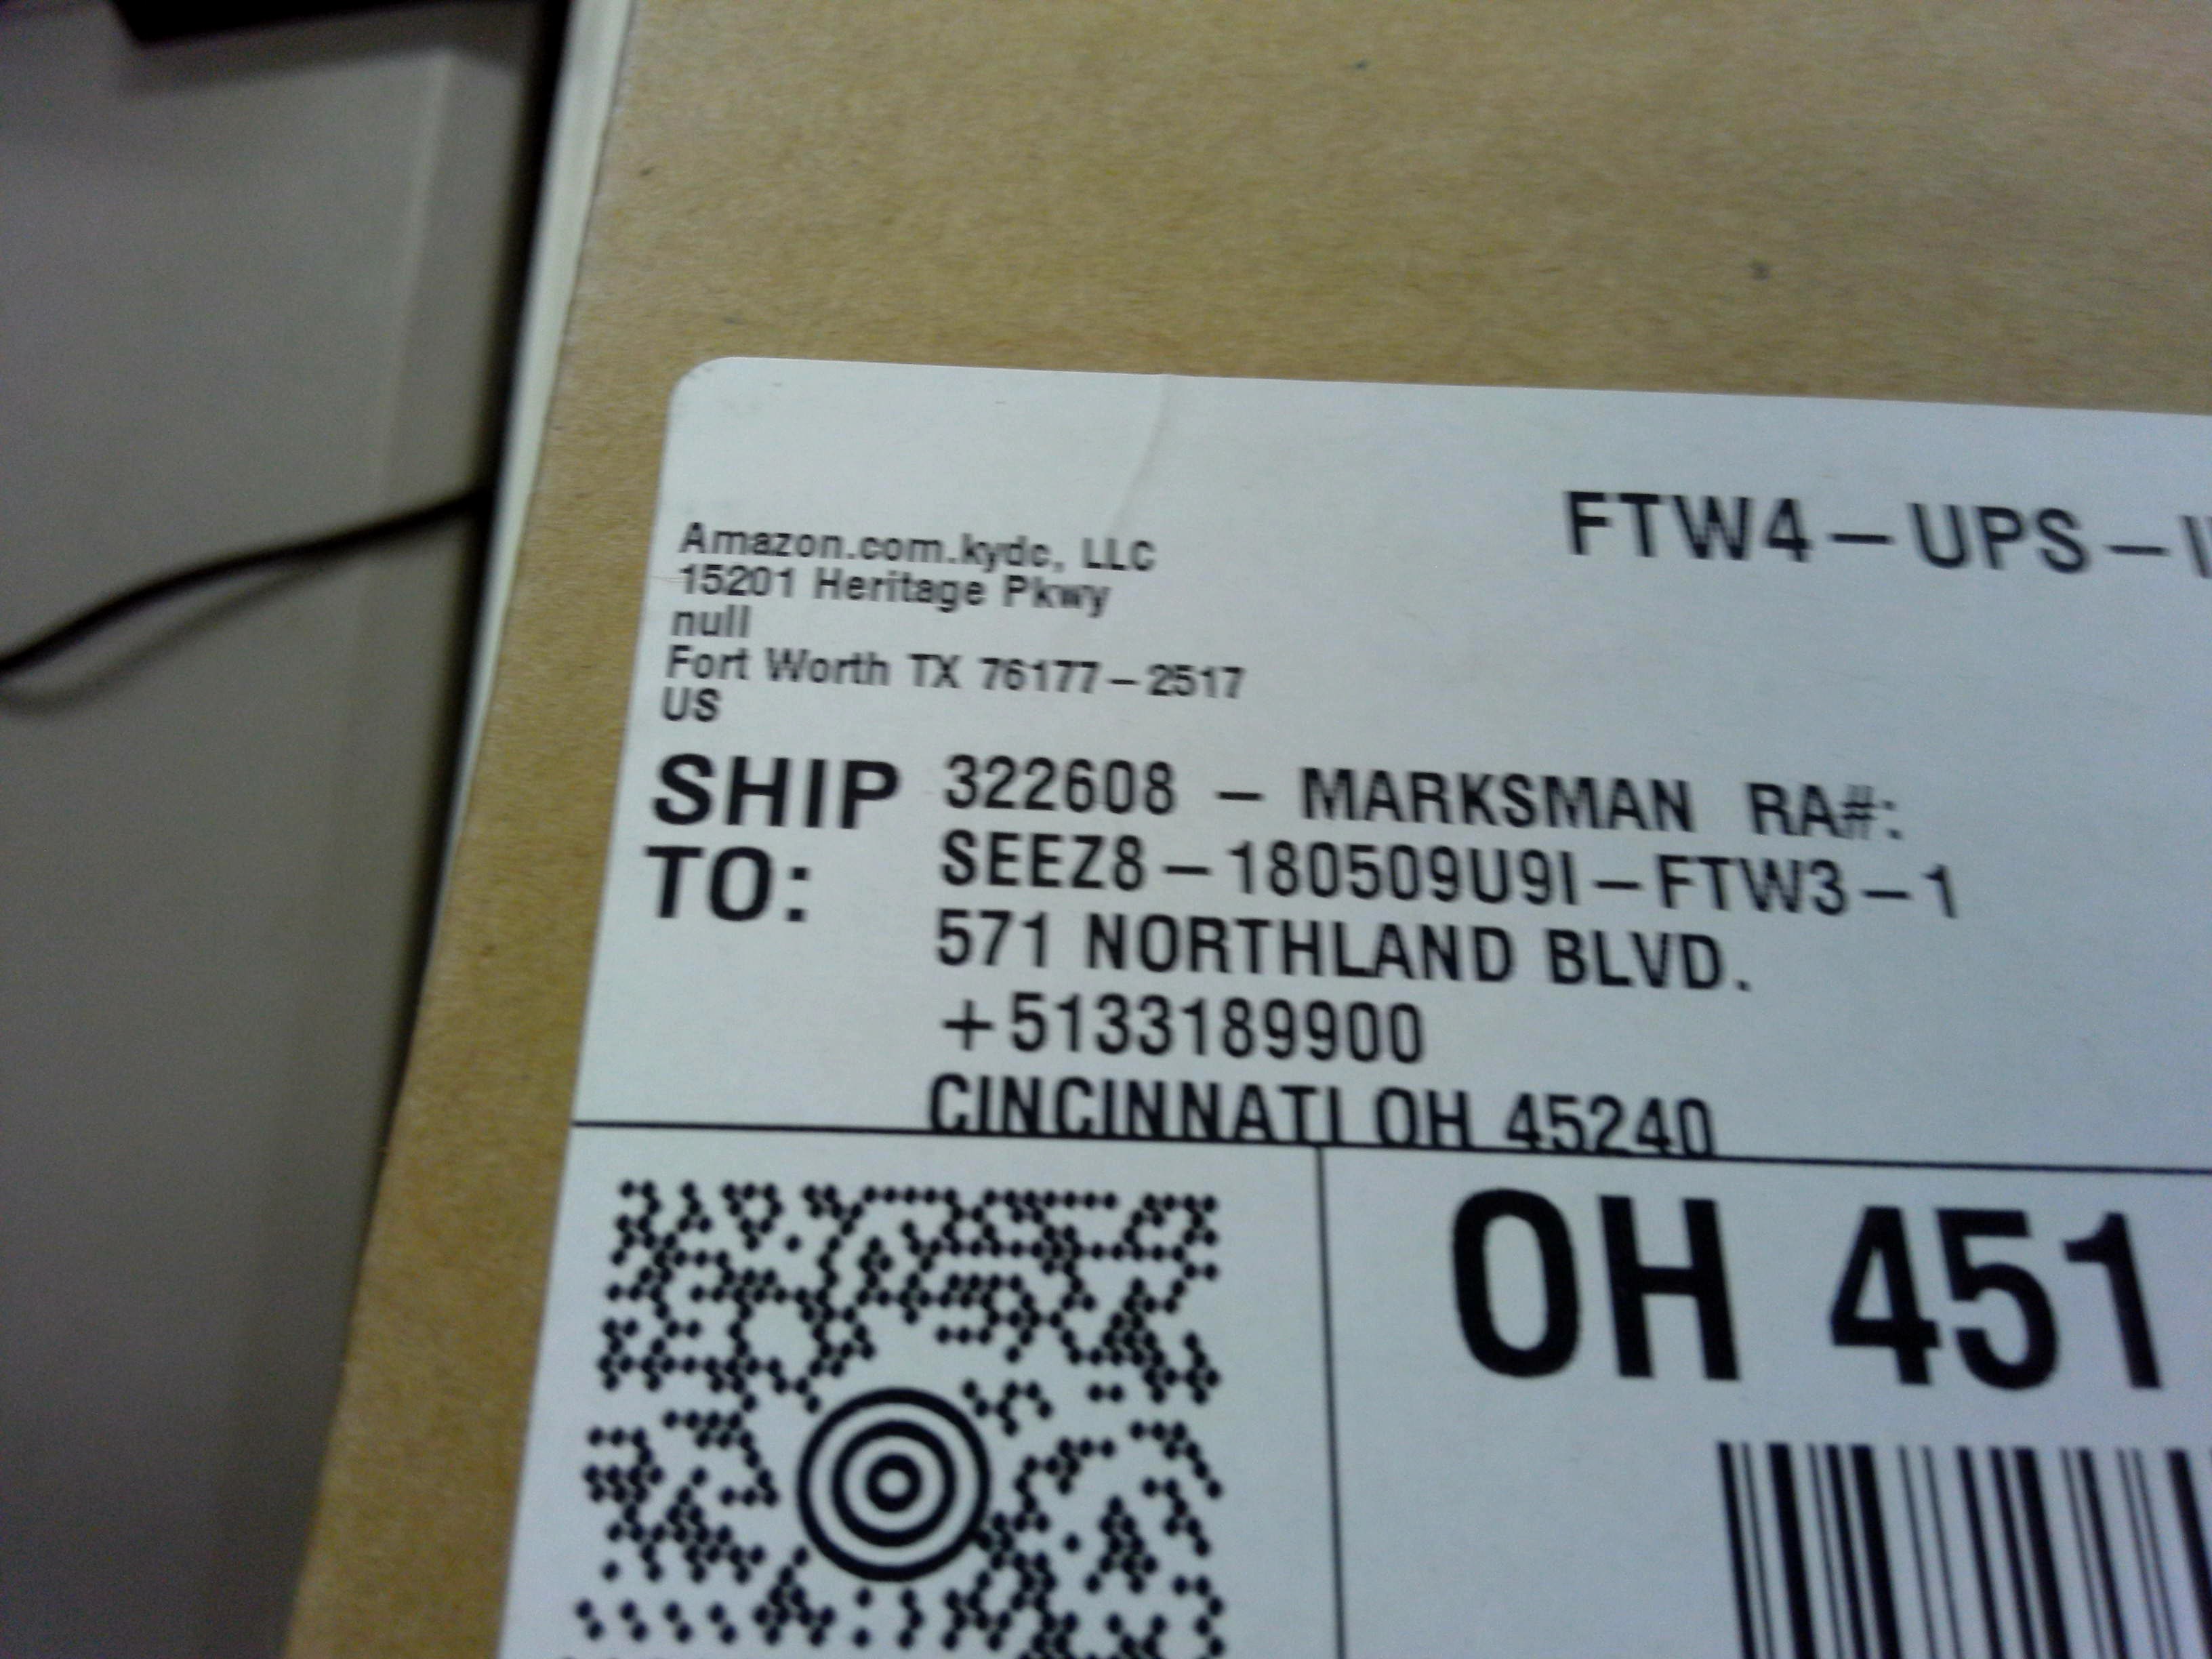 FTW4-UPS-
Amazon.com.kydc, LLC
15201 Heritage Pkwy
null
Fort Worth TX 76177-2517
US
SHIP TO:
322608 - MARKSMAN RA#:
SEEZ8-180509U9I-FTW3-1
571 NORTHLAND BLVD.
+5133189900
CINCINNATI OH 45240
OH 451